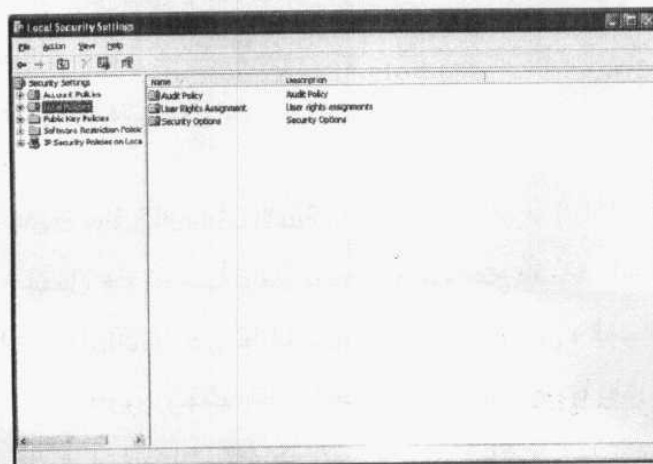 Local Security Settings
File Action View Help
Security Settings
Account Policies
Local Policies
Public Key Policies
Software Restriction Policie
IP Security Policies on Loca
Name Description
Audit Policy Audit Policy
User Rights Assignment User rights assignments
Security Options Security Options